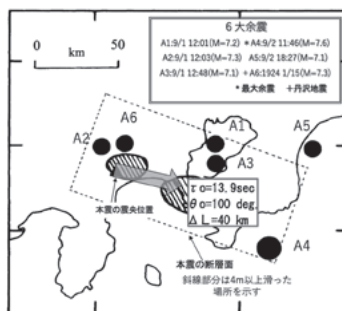 6大余震
A1:9/1 12:01(M=7.2) *A4:9/2 11:46(M=7.6)
A2:9/1 12:03(M=7.3) A5:9/2 18:27(M=7.1)
A3:9/1 12:48(M=7.1) +A6:1924 1/15(M=7.3)
*最大余震 +丹沢地震
0 50
km
A6
A2
A1
A5
A3
本震の震央位置
τo=13.9sec
θo=100 deg.
ΔL=40 km
A4
本震の断層面
斜線部分は4m以上滑った
場所を示す